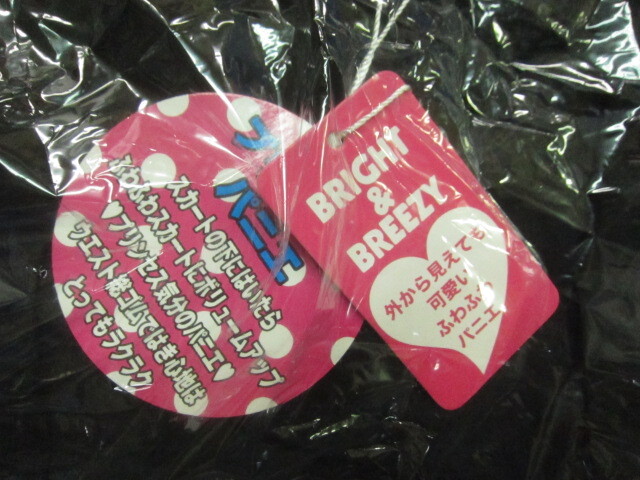 パニエ
スカートの下にはいたら
ふわふわスカートにボリュームアップ
♥プリンセス気分のパニエ♥
ウエスト総ゴムではき心地は
とってもラクラク
BRIGHT
&
BREEZY
外から見えても
可愛い
ふわふわ
パニエ